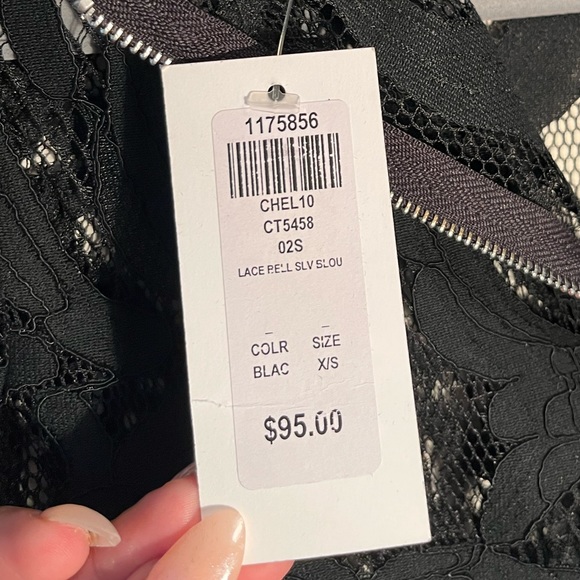 1175856
CHEL10
CT5458
02S
LACE BELL SLV BLOU
COLR SIZE
BLAC X/S
$95.00